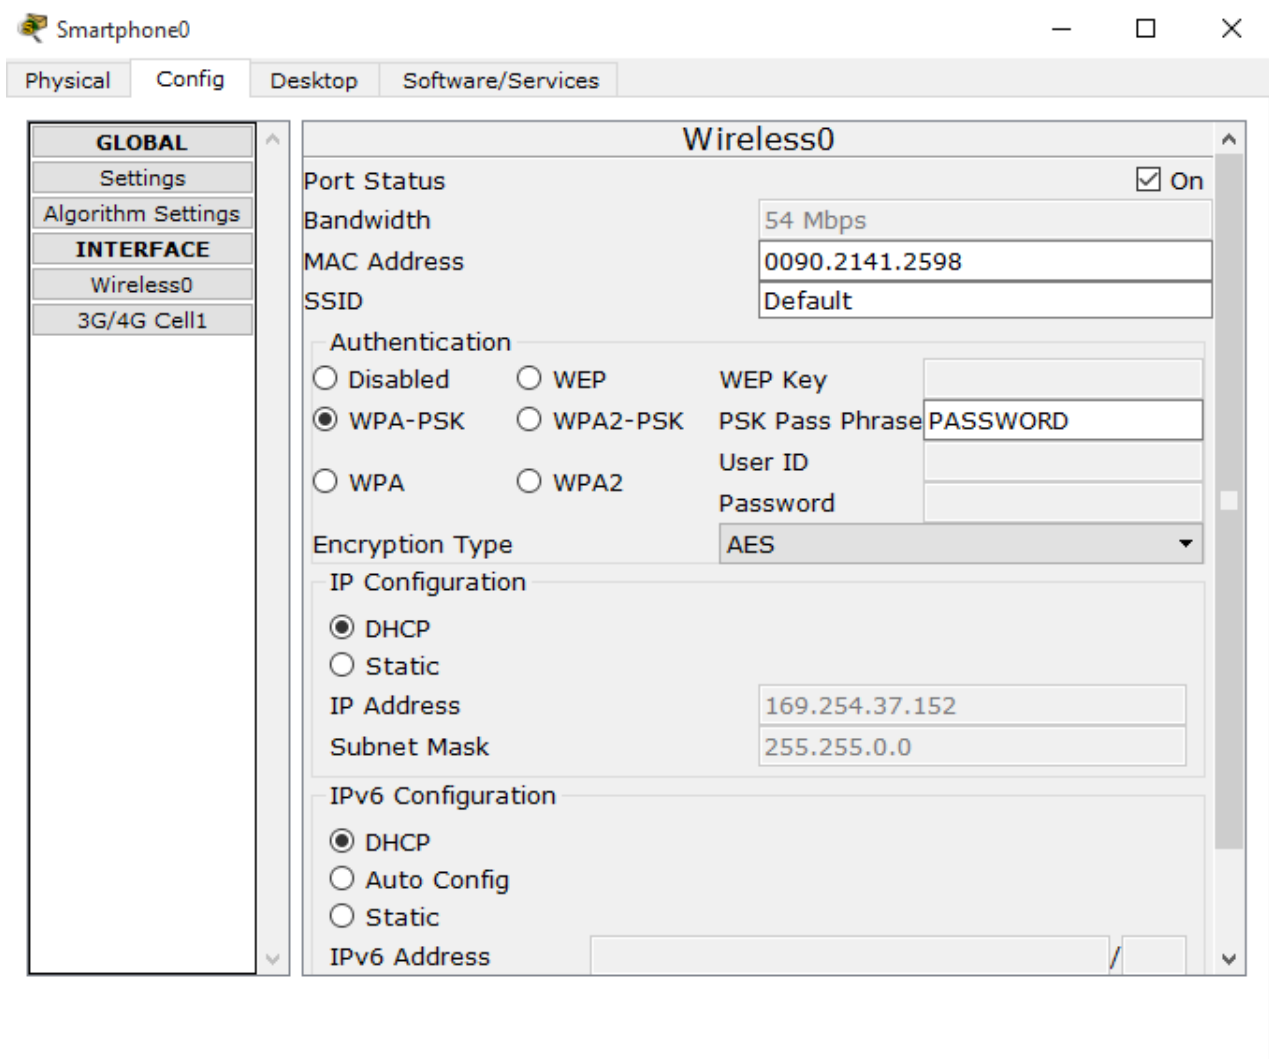 Smartphone0
Physical Config Desktop Software/Services
GLOBAL
Settings
Algorithm Settings
INTERFACE
Wireless0
3G/4G Cell1
Wireless0
Port Status On
Bandwidth 54 Mbps
MAC Address 0090.2141.2598
SSID Default
Authentication
Disabled WEP WEP Key
WPA-PSK WPA2-PSK PSK Pass Phrase PASSWORD
User ID
WPA WPA2
Password
Encryption Type AES
IP Configuration
DHCP
Static
IP Address 169.254.37.152
Subnet Mask 255.255.0.0
IPv6 Configuration
DHCP
Auto Config
Static
IPv6 Address /